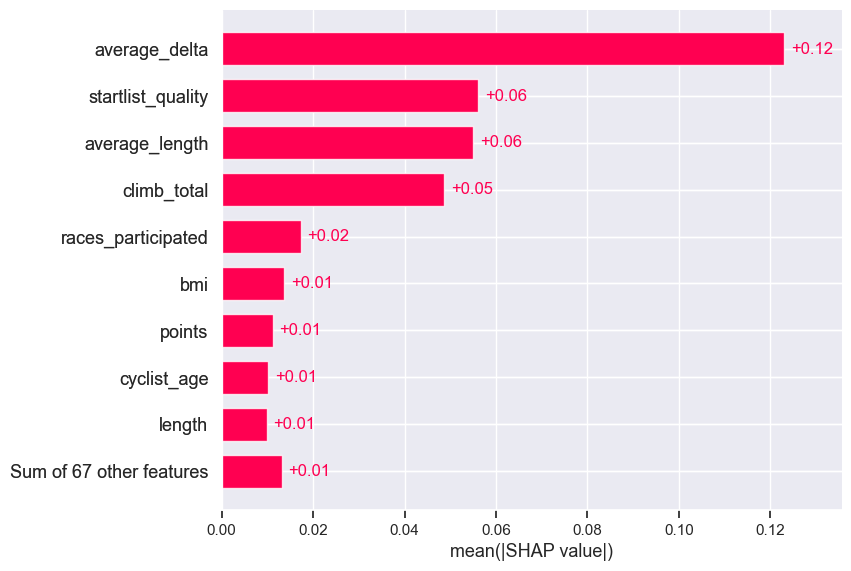 average_delta +0.12
startlist_quality +0.06
average_length +0.06
climb_total +0.05
races_participated +0.02
bmi +0.01
points +0.01
cyclist_age +0.01
length +0.01
Sum of 67 other features +0.01
0.00 0.02 0.04 0.06 0.08 0.10 0.12
mean(|SHAP value|)